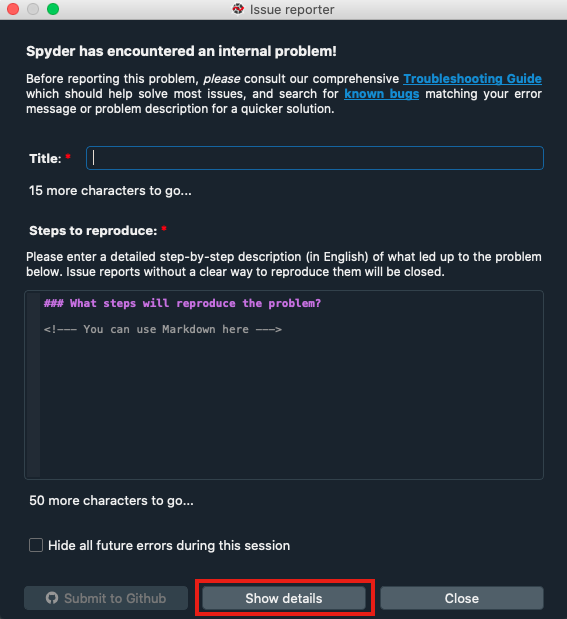 Issue reporter
Spyder has encountered an internal problem!
Before reporting this problem, please consult our comprehensive Troubleshooting Guide
which should help solve most issues, and search for known bugs matching your error
message or problem description for a quicker solution.
Title: *
15 more characters to go...
Steps to reproduce: *
Please enter a detailed step-by-step description (in English) of what led up to the problem
below. Issue reports without a clear way to reproduce them will be closed.
### What steps will reproduce the problem?
<!--- You can use Markdown here --->
50 more characters to go...
Hide all future errors during this session
Submit to Github Show details Close